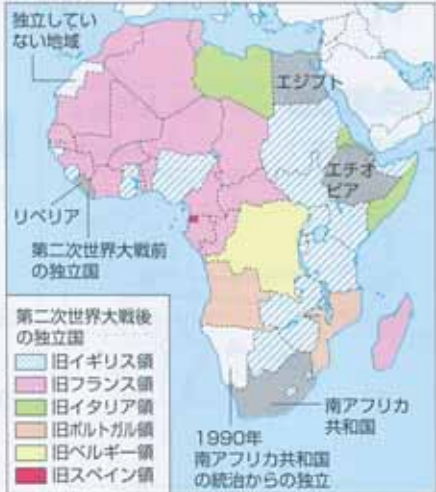 独立してい
ない地域
エジプト
エチオ
ピア
リベリア
第二次世界大戦前
の独立国
第二次世界大戦後
の独立国
旧イギリス領
旧フランス領
旧イタリア領
旧ポルトガル領
旧ベルギー領
旧スペイン領
南アフリカ
共和国
1990年
南アフリカ共和国
の統治からの独立